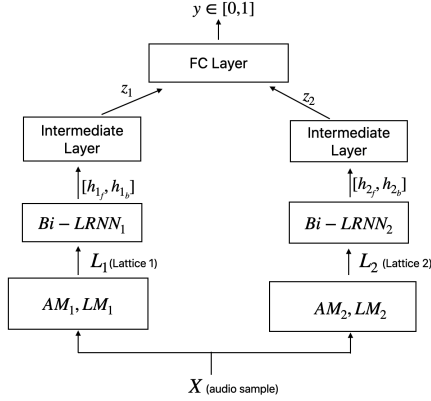 y ∈ [0,1]
FC Layer
z₁
z₂
Intermediate
Layer
Intermediate
Layer
[h₁f, h₁b]
[h₂f, h₂b]
Bi − LRNN₁
Bi − LRNN₂
L₁ (Lattice 1)
L₂ (Lattice 2)
AM₁, LM₁
AM₂, LM₂
X (audio sample)